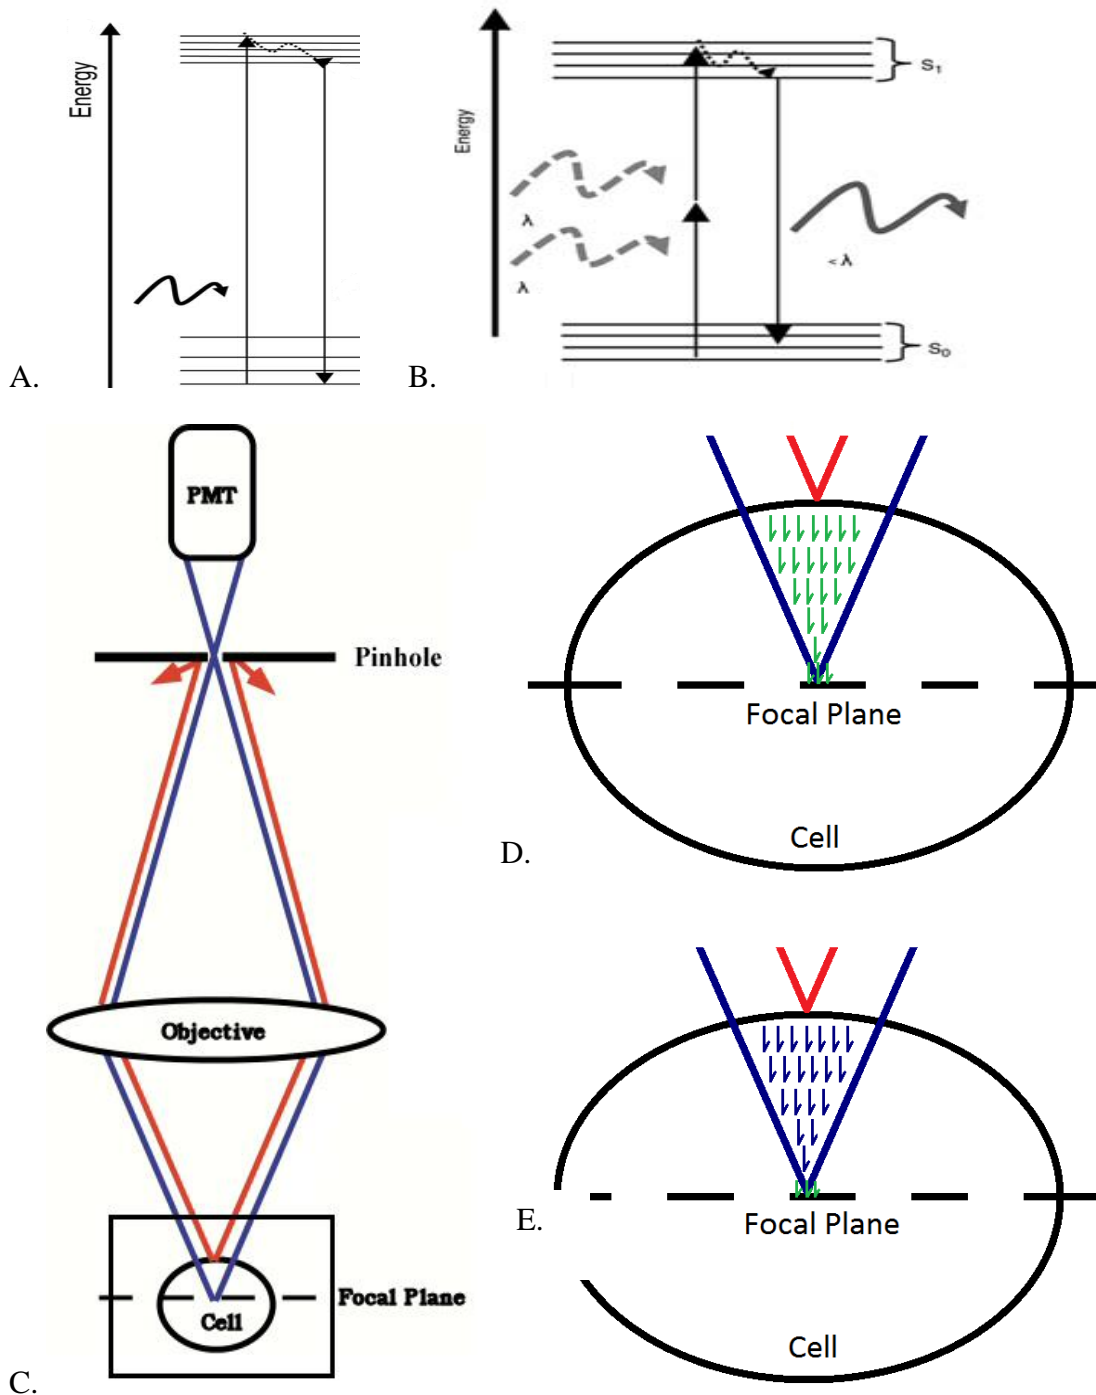 Energy
A.
Energy
λ
λ
< λ
S1
S0
B.
PMT
Pinhole
Objective
Focal Plane
Cell
C.
Focal Plane
Cell
D.
Focal Plane
Cell
E.